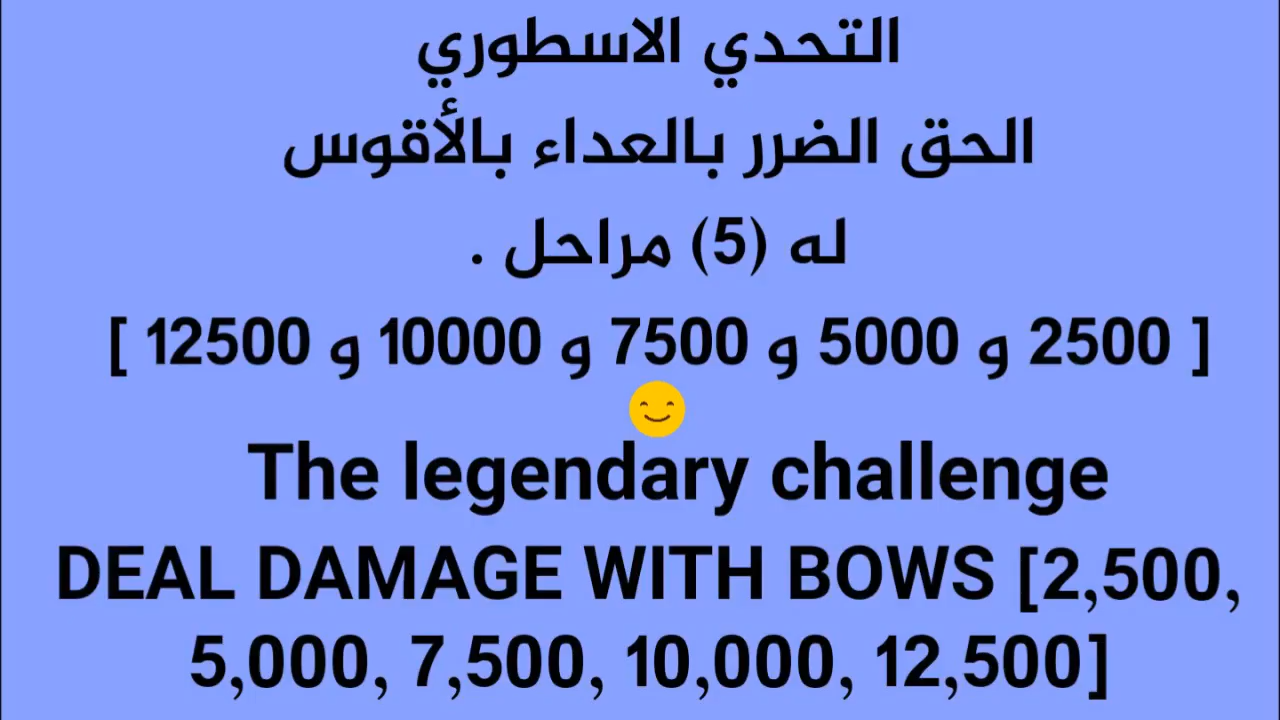 التحدي الاسطوري
الحق الضرر بالعداء بالأقوس
له (5) مراحل .
[ 2500 و 5000 و 7500 و 10000 و 12500 ]
The legendary challenge
DEAL DAMAGE WITH BOWS [2,500,
5,000, 7,500, 10,000, 12,500]